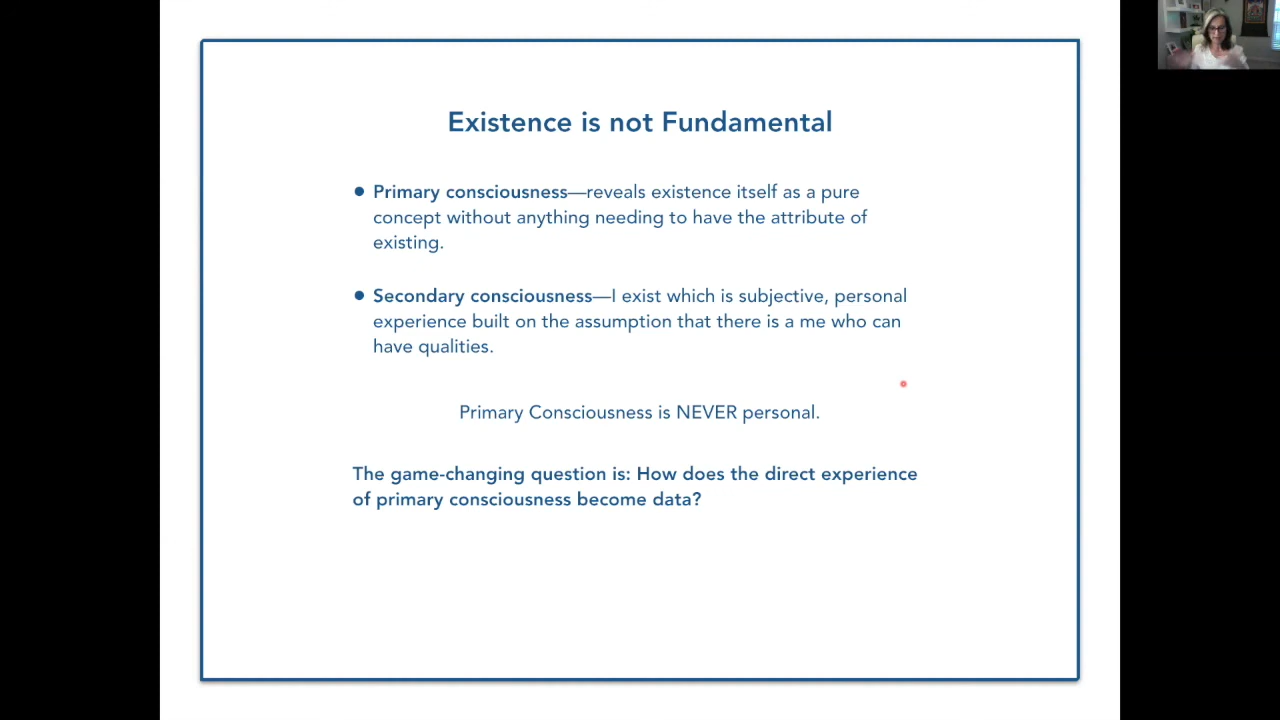 Existence is not Fundamental
● Primary consciousness—reveals existence itself as a pure
concept without anything needing to have the attribute of
existing.
● Secondary consciousness—I exist which is subjective, personal
experience built on the assumption that there is a me who can
have qualities.
Primary Consciousness is NEVER personal.
The game-changing question is: How does the direct experience
of primary consciousness become data?